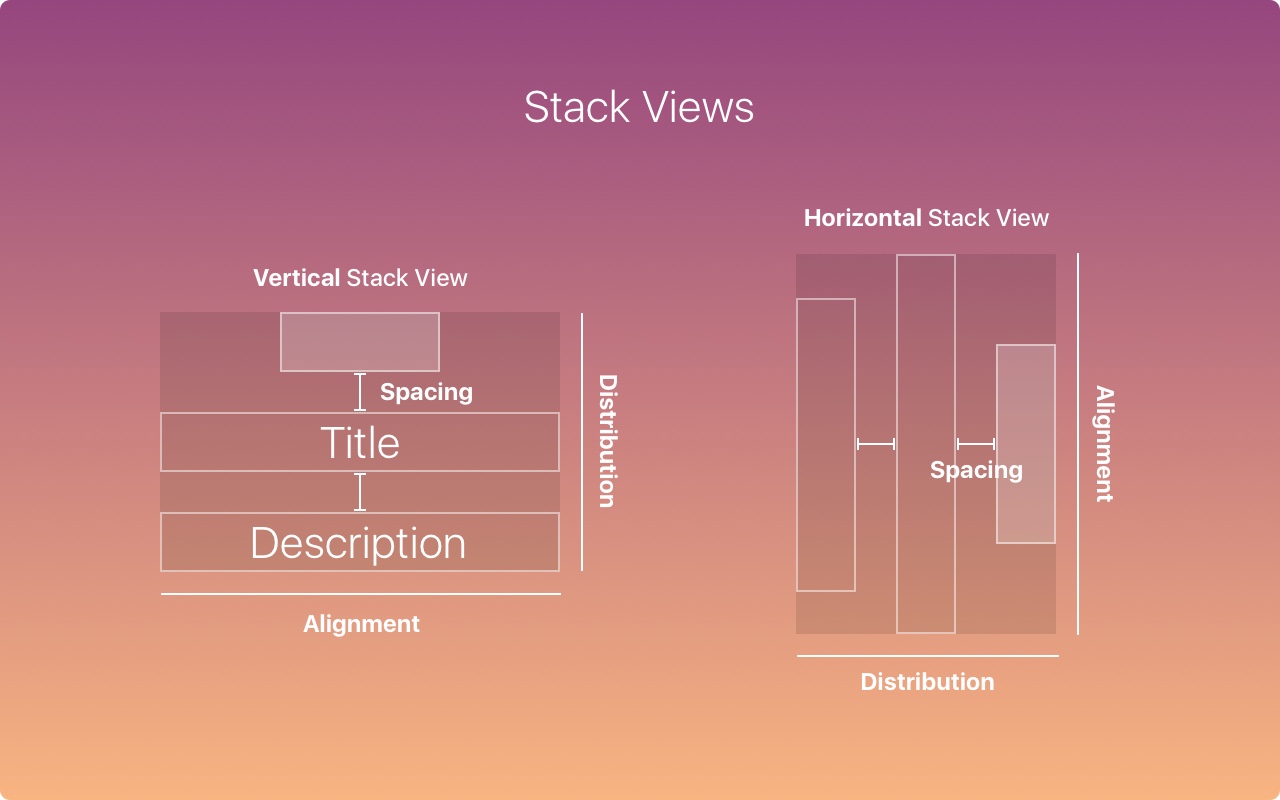 Stack Views
Vertical Stack View
Spacing
Title
Description
Distribution
Alignment
Horizontal Stack View
Spacing
Alignment
Distribution